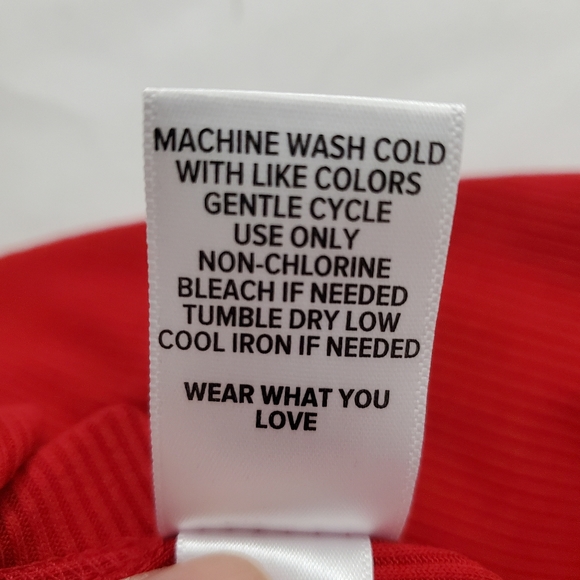 MACHINE WASH COLD
WITH LIKE COLORS
GENTLE CYCLE
USE ONLY
NON-CHLORINE
BLEACH IF NEEDED
TUMBLE DRY LOW
COOL IRON IF NEEDED
WEAR WHAT YOU
LOVE